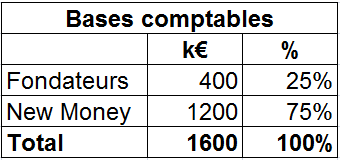 Bases comptables
k€ %
Fondateurs 400 25%
New Money 1200 75%
Total 1600 100%